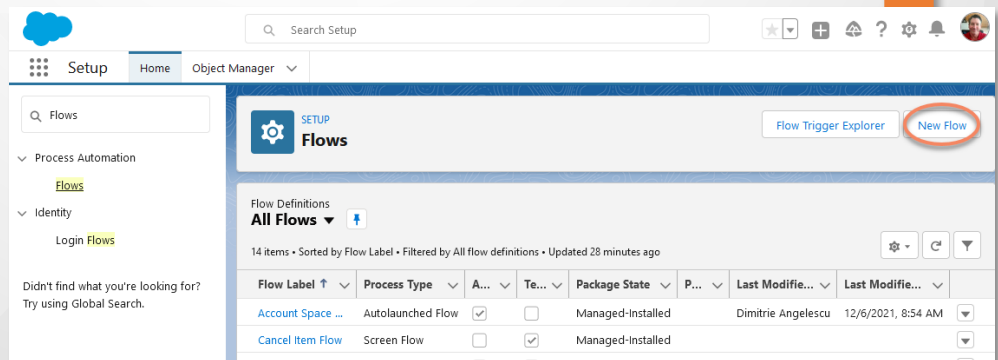 Search Setup
Setup Home Object Manager
Flows
Process Automation
Flows
Identity
Login Flows
Didn't find what you're looking for?
Try using Global Search.
SETUP
Flows
Flow Trigger Explorer New Flow
Flow Definitions
All Flows
14 items • Sorted by Flow Label • Filtered by All flow definitions • Updated 28 minutes ago
Flow Label ↑ Process Type A... Te... Package State P... Last Modifie... Last Modifie...
Account Space ... Autolaunched Flow Managed-Installed Dimitrie Angelescu 12/6/2021, 8:54 AM
Cancel Item Flow Screen Flow Managed-Installed